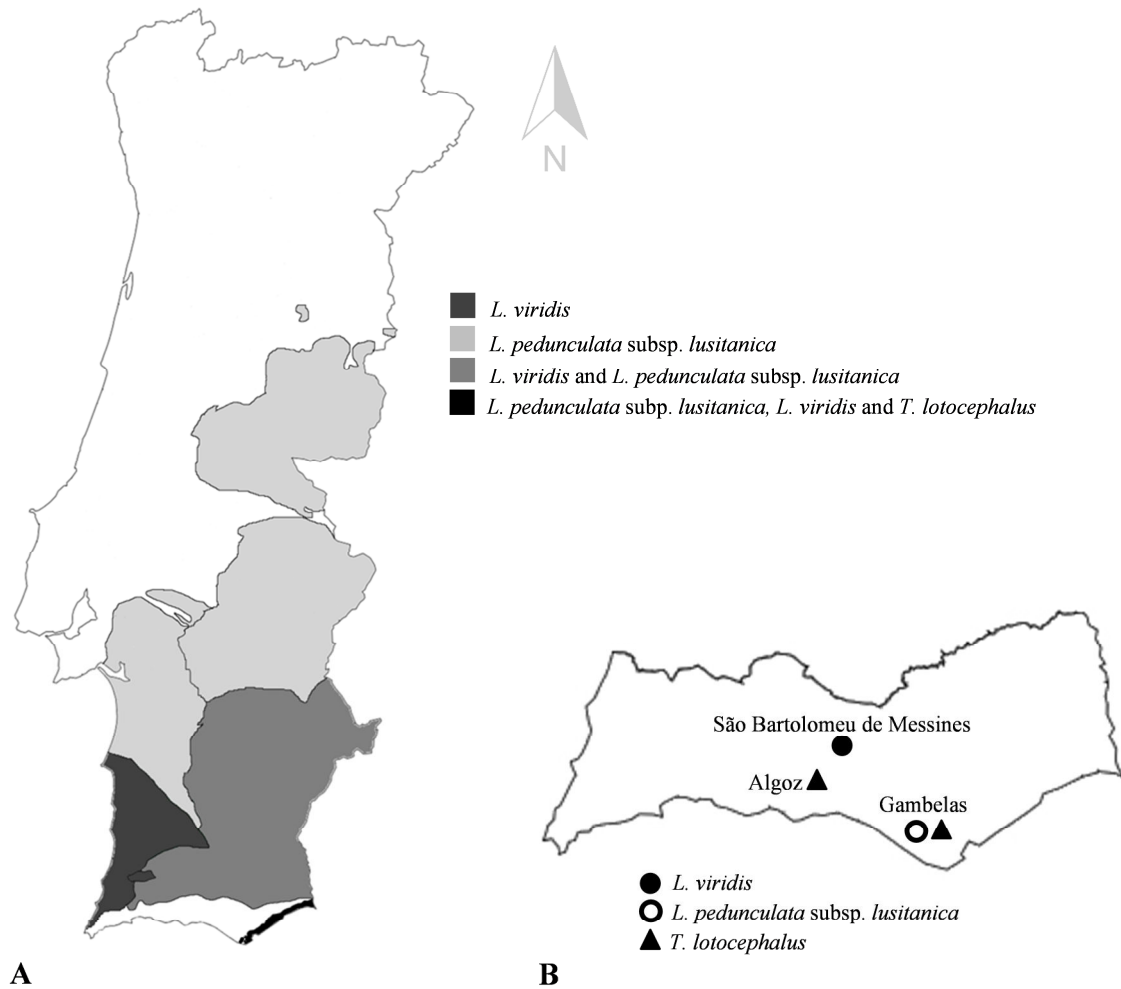 N
L. viridis
L. pedunculata subsp. lusitanica
L. viridis and L. pedunculata subsp. lusitanica
L. pedunculata subp. lusitanica, L. viridis and T. lotocephalus
São Bartolomeu de Messines
Algoz
Gambelas
L. viridis
L. pedunculata subsp. lusitanica
T. lotocephalus
A
B